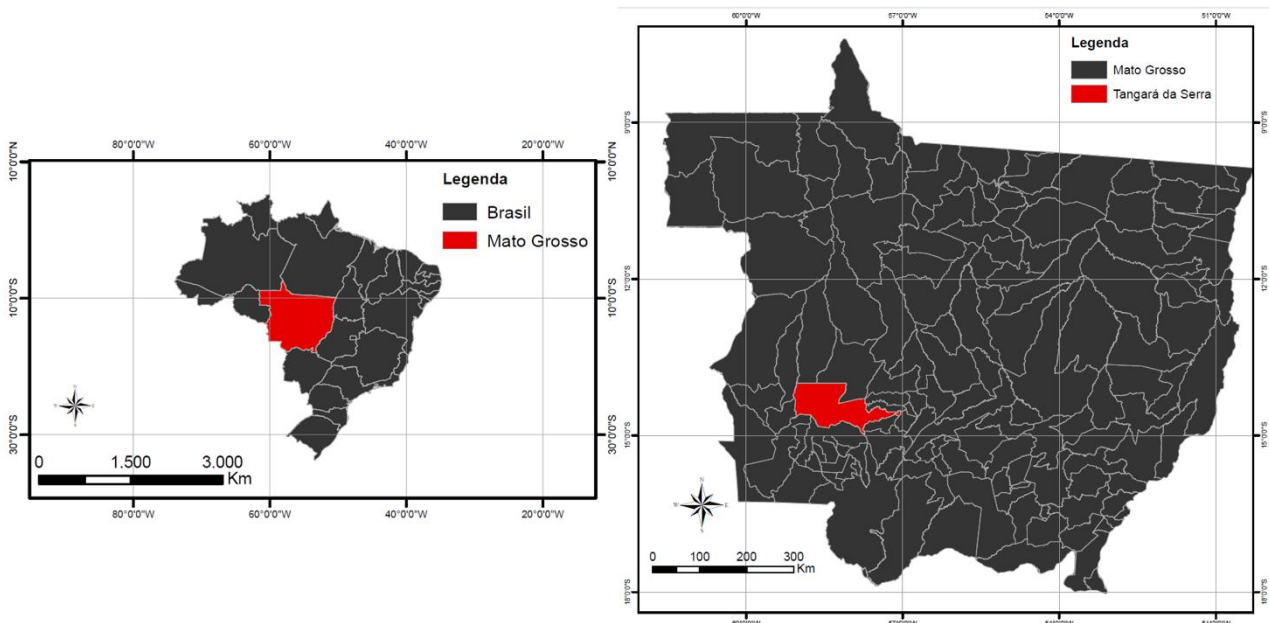 80°0'0"W 60°0'0"W 40°0'0"W 20°0'0"W
10°0'0"N
10°0'0"N
Legenda
Brasil
Mato Grosso
10°0'0"S
10°0'0"S
N
W
E
S
30°0'0"S
30°0'0"S
0 1.500 3.000
Km
80°0'0"W 60°0'0"W 40°0'0"W 20°0'0"W
60°0'0"W 57°0'0"W 54°0'0"W 51°0'0"W
Legenda
Mato Grosso
Tangará da Serra
9°0'0"S
9°0'0"S
12°0'0"S
12°0'0"S
15°0'0"S
15°0'0"S
N
W
E
S
0 100 200 300
Km
18°0'0"S
18°0'0"S